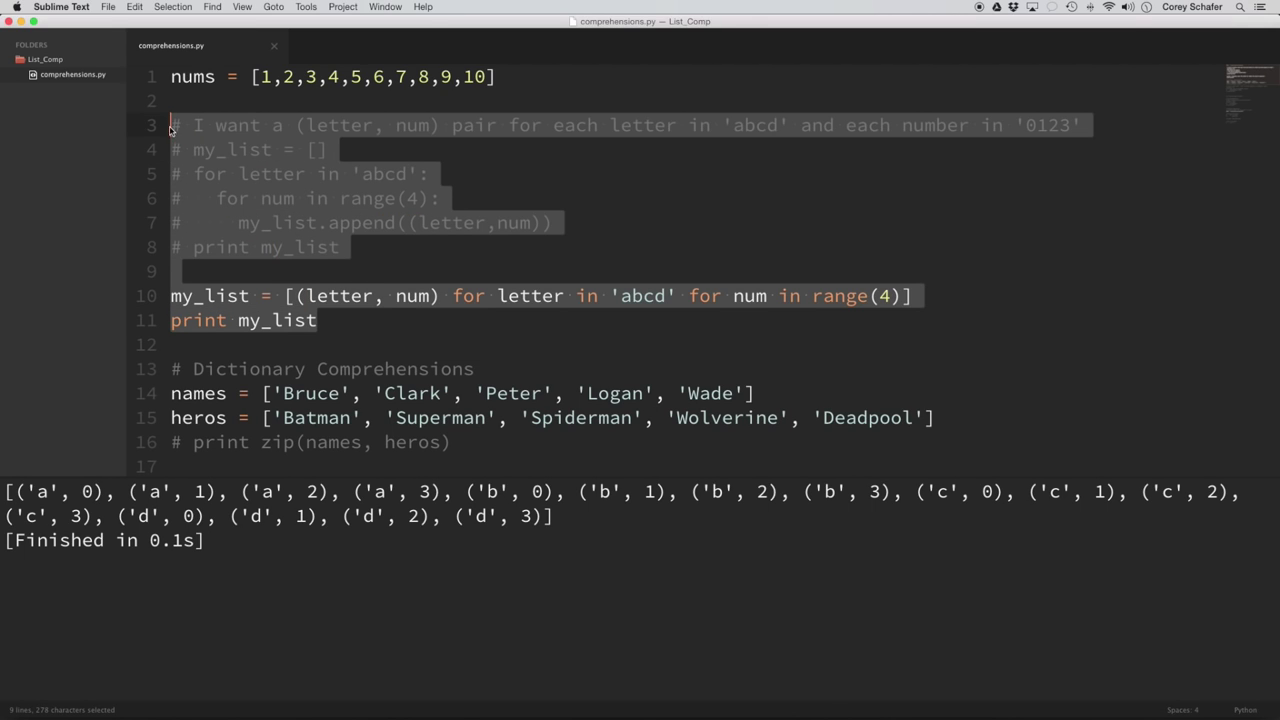 Sublime Text File Edit Selection Find View Goto Tools Project Window Help Corey Schafer
comprehensions.py — List_Comp
FOLDERS
List_Comp
comprehensions.py
comprehensions.py
1 nums = [1,2,3,4,5,6,7,8,9,10]
2
3 # I want a (letter, num) pair for each letter in 'abcd' and each number in '0123'
4 # my_list = []
5 # for letter in 'abcd':
6 #   for num in range(4):
7 #     my_list.append((letter,num))
8 # print my_list
9
10 my_list = [(letter, num) for letter in 'abcd' for num in range(4)]
11 print my_list
12
13 # Dictionary Comprehensions
14 names = ['Bruce', 'Clark', 'Peter', 'Logan', 'Wade']
15 heros = ['Batman', 'Superman', 'Spiderman', 'Wolverine', 'Deadpool']
16 # print zip(names, heros)
17
[('a', 0), ('a', 1), ('a', 2), ('a', 3), ('b', 0), ('b', 1), ('b', 2), ('b', 3), ('c', 0), ('c', 1), ('c', 2),
('c', 3), ('d', 0), ('d', 1), ('d', 2), ('d', 3)]
[Finished in 0.1s]
9 lines, 278 characters selected Spaces: 4 Python